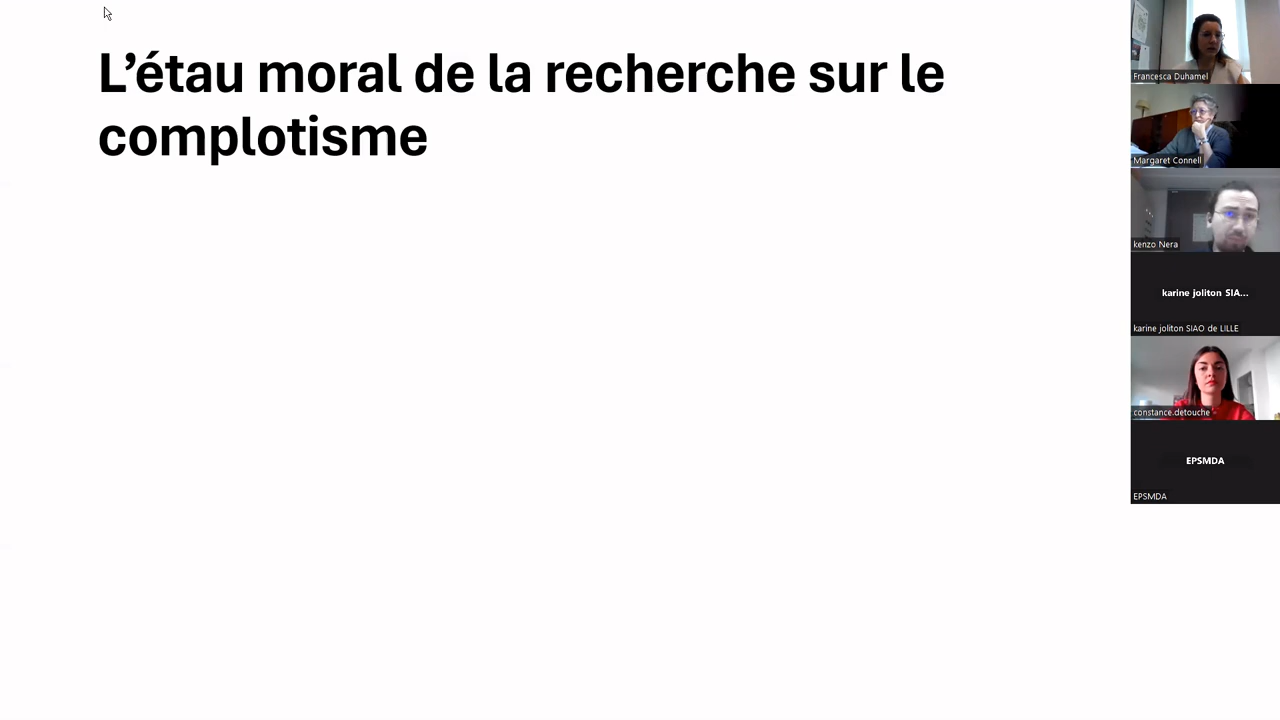 L'étau moral de la recherche sur le
complotisme
Francesca Duhamel
Margaret Connell
kenzo Nera
karine joliton SIA...
karine joliton SIAO de LILLE
constance.detouche
EPSMDA
EPSMDA